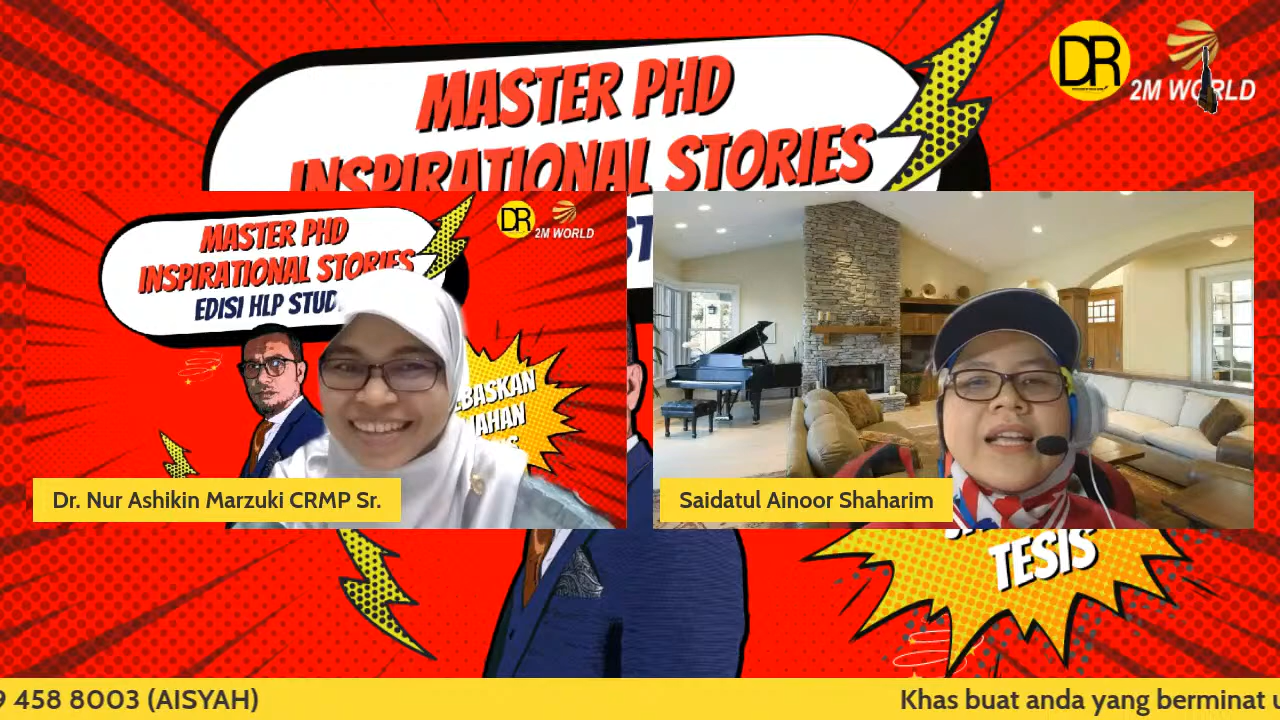 MASTER PHD
INSPIRATIONAL STORIES
DR
2M WORLD
MASTER PHD
INSPIRATIONAL STORIES
EDISI HLP
DR
2M WORLD
Dr. Nur Ashikin Marzuki CRMP Sr.
Saidatul Ainoor Shaharim
TESIS
9 458 8003 (AISYAH)
Khas buat anda yang berminat